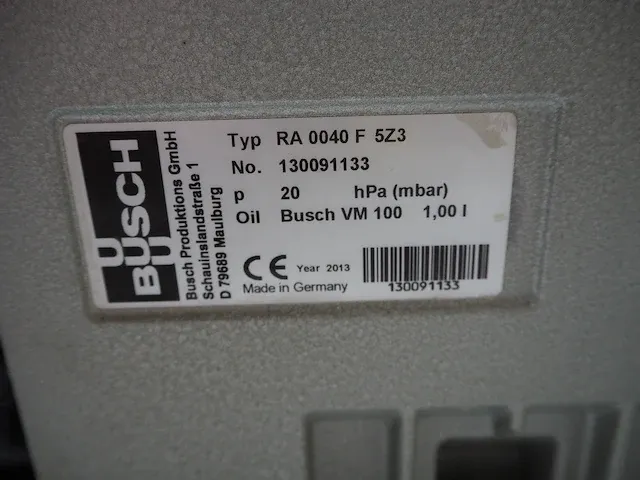 BUSCH
Busch Produktions GmbH
Schauinslandstraße 1
D 79689 Maulburg
Typ RA 0040 F 5Z3
No. 130091133
p 20 hPa (mbar)
Oil Busch VM 100 1,00 l
CE Year 2013
Made in Germany
130091133